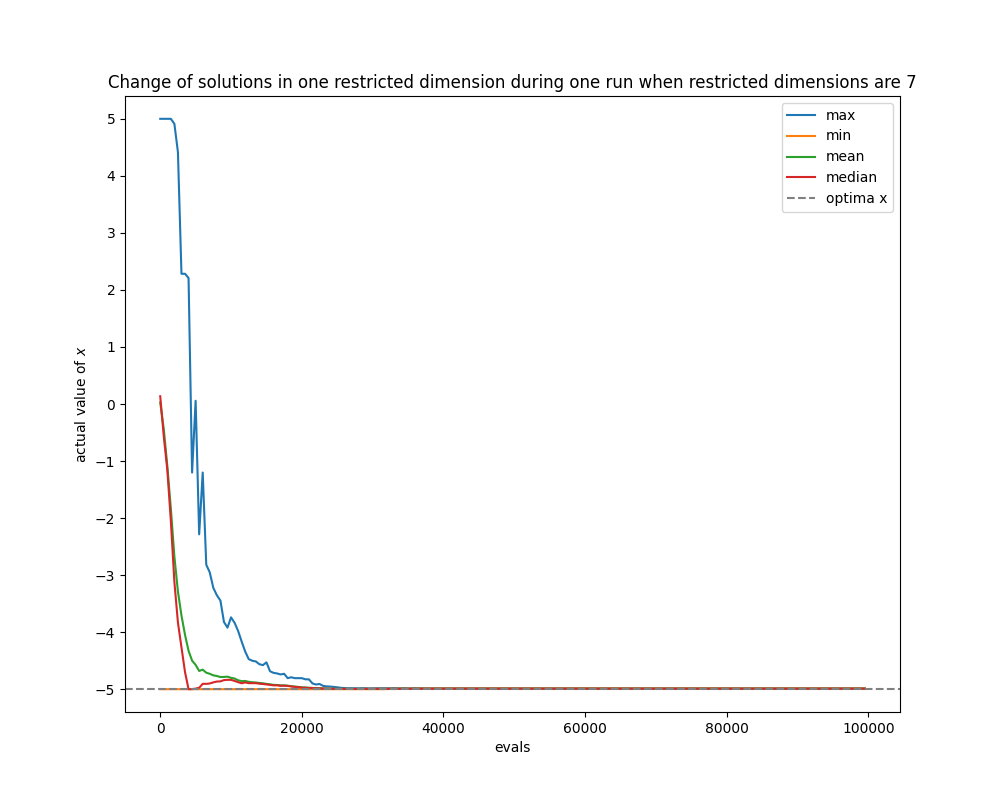 Change of solutions in one restricted dimension during one run when restricted dimensions are 7
max
min
mean
median
optima x
5
4
3
2
1
0
−1
−2
−3
−4
−5
actual value of x
0
20000
40000
60000
80000
100000
evals